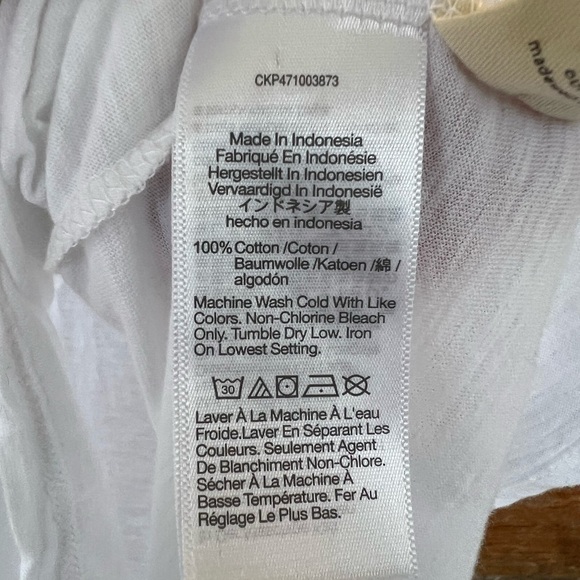 CKP471003873
Made In Indonesia
Fabriqué En Indonésie
Hergestellt In Indonesien
Vervaardigd In Indonesië
インドネシア製
hecho en indonesia
100% Cotton /Coton /
Baumwolle /Katoen /綿 /
algodón
Machine Wash Cold With Like
Colors. Non-Chlorine Bleach
Only. Tumble Dry Low. Iron
On Lowest Setting.
30
Laver À La Machine À L'eau
Froide.Laver En Séparant Les
Couleurs. Seulement Agent
De Blanchiment Non-Chlore.
Sécher À La Machine À
Basse Température. Fer Au
Réglage Le Plus Bas.